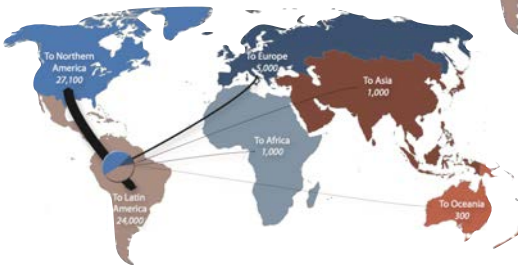 To Northern
America
27,100
To Europe
5,000
To Asia
1,000
To Africa
1,000
To Latin
America
24,000
To Oceania
300